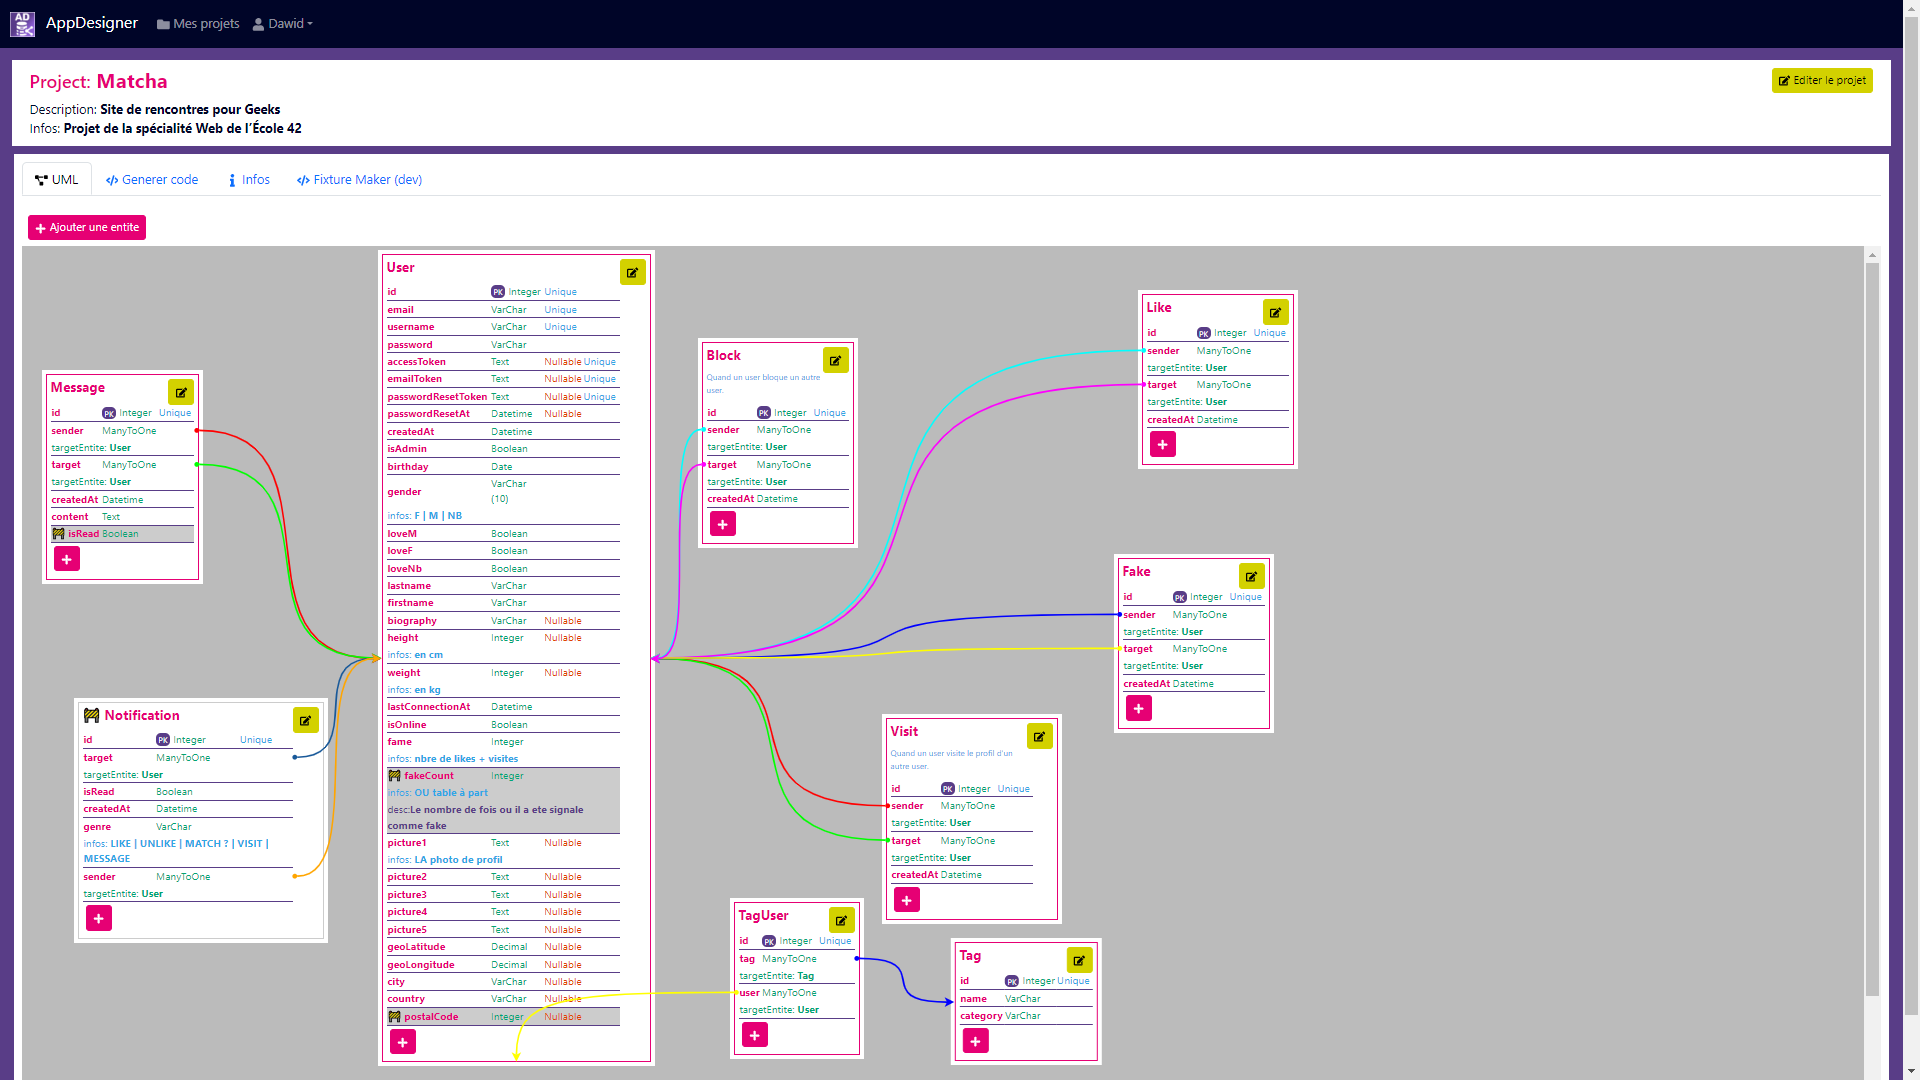 AD
AppDesigner
Mes projets
Dawid
Project: Matcha
Editer le projet
Description: Site de rencontres pour Geeks
Infos: Projet de la spécialité Web de l'École 42
UML
Generer code
Infos
Fixture Maker (dev)
Ajouter une entite
Message
id PK Integer Unique
sender ManyToOne
targetEntite: User
target ManyToOne
targetEntite: User
createdAt Datetime
content Text
isRead Boolean
Notification
id PK Integer Unique
target ManyToOne
targetEntite: User
isRead Boolean
createdAt Datetime
genre VarChar
infos: LIKE | UNLIKE | MATCH ? | VISIT |
MESSAGE
sender ManyToOne
targetEntite: User
User
id PK Integer Unique
email VarChar Unique
username VarChar Unique
password VarChar
accessToken Text Nullable Unique
emailToken Text Nullable Unique
passwordResetToken Text Nullable Unique
passwordResetAt Datetime Nullable
createdAt Datetime
isAdmin Boolean
birthday Date
gender VarChar
(10)
infos: F | M | NB
loveM Boolean
loveF Boolean
loveNb Boolean
lastname VarChar
firstname VarChar
biography VarChar Nullable
height Integer Nullable
infos: en cm
weight Integer Nullable
infos: en kg
lastConnectionAt Datetime
isOnline Boolean
fame Integer
infos: nbre de likes + visites
fakeCount Integer
infos: OU table à part
desc:Le nombre de fois ou il a ete signale
comme fake
picture1 Text Nullable
infos: LA photo de profil
picture2 Text Nullable
picture3 Text Nullable
picture4 Text Nullable
picture5 Text Nullable
geoLatitude Decimal Nullable
geoLongitude Decimal Nullable
city VarChar Nullable
country VarChar Nullable
postalCode Integer Nullable
Block
Quand un user bloque un autre
user.
id PK Integer Unique
sender ManyToOne
targetEntite: User
target ManyToOne
targetEntite: User
createdAt Datetime
Like
id PK Integer Unique
sender ManyToOne
targetEntite: User
target ManyToOne
targetEntite: User
createdAt Datetime
Fake
id PK Integer Unique
sender ManyToOne
targetEntite: User
target ManyToOne
targetEntite: User
createdAt Datetime
Visit
Quand un user visite le profil d'un
autre user.
id PK Integer Unique
sender ManyToOne
targetEntite: User
target ManyToOne
targetEntite: User
createdAt Datetime
TagUser
id PK Integer Unique
tag ManyToOne
targetEntite: Tag
user ManyToOne
targetEntite: User
Tag
id PK Integer Unique
name VarChar
category VarChar